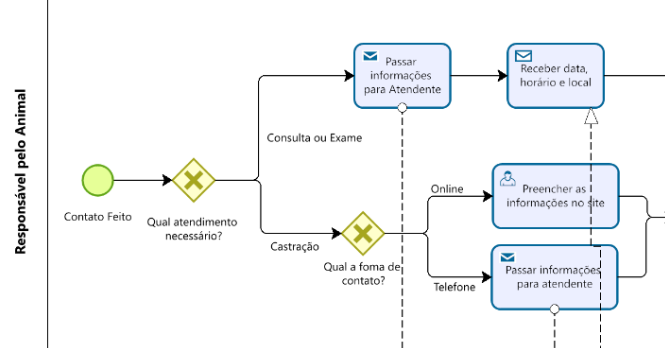 Responsável pelo Animal
Contato Feito
Qual atendimento
necessário?
Consulta ou Exame
Castração
Passar
informações
para Atendente
Receber data,
horário e local
Qual a foma de
contato?
Online
Telefone
Preencher as
informações no site
Passar informações
para atendente